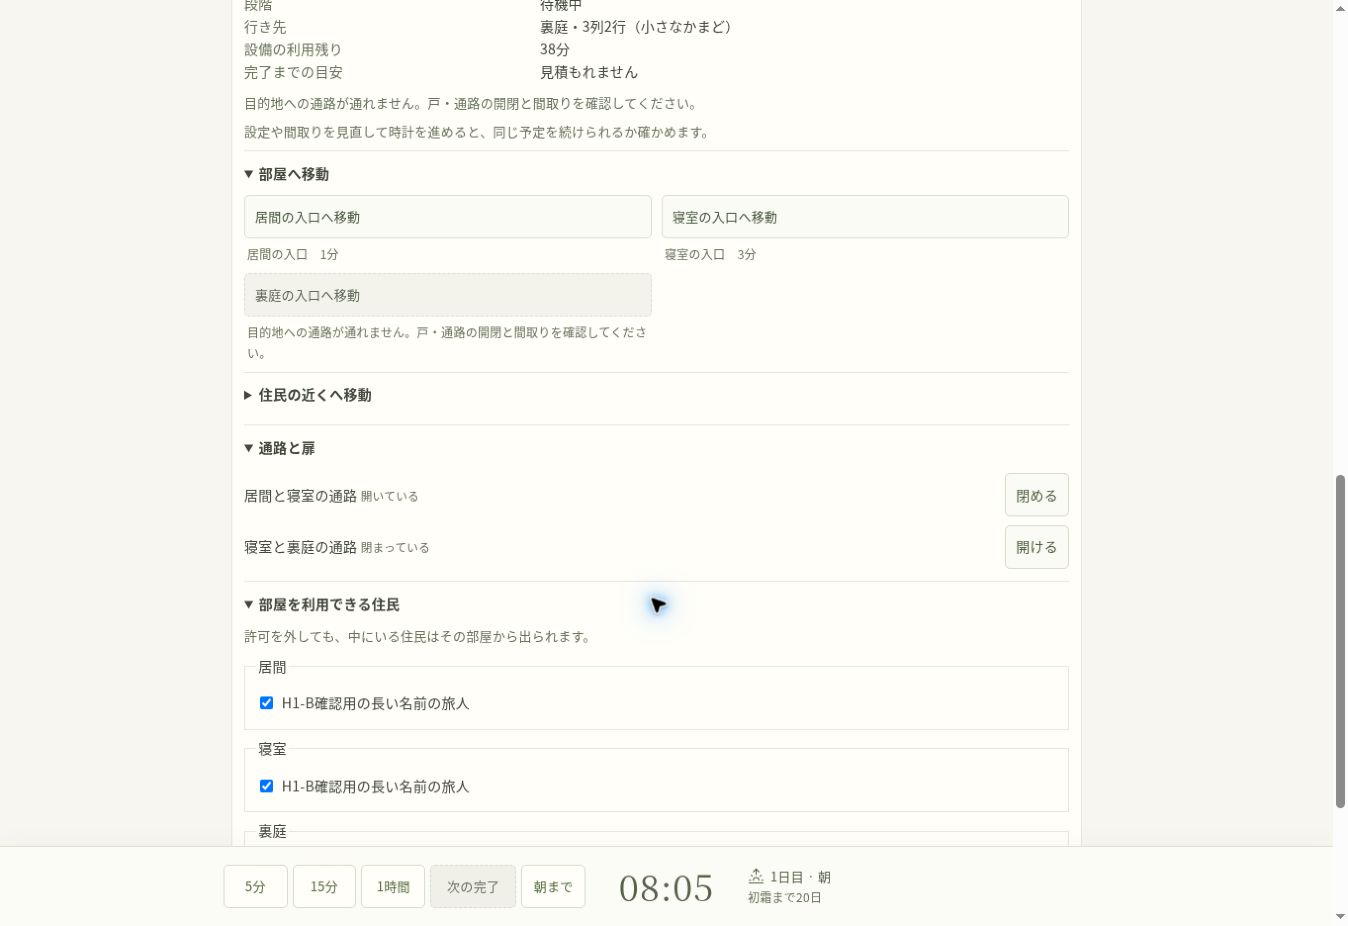 段階 待機中
行き先 裏庭・3列2行（小さなかまど）
設備の利用残り 38分
完了までの目安 見積もれません
目的地への通路が通れません。戸・通路の開閉と間取りを確認してください。
設定や間取りを見直して時計を進めると、同じ予定を続けられるか確かめます。
▼ 部屋へ移動
居間の入口へ移動 寝室の入口へ移動
居間の入口　1分 寝室の入口　3分
裏庭の入口へ移動
目的地への通路が通れません。戸・通路の開閉と間取りを確認してくださ
い。
▶ 住民の近くへ移動
▼ 通路と扉
居間と寝室の通路 開いている 閉める
寝室と裏庭の通路 閉まっている 開ける
▼ 部屋を利用できる住民
許可を外しても、中にいる住民はその部屋から出られます。
居間
H1-B確認用の長い名前の旅人
寝室
H1-B確認用の長い名前の旅人
裏庭
5分 15分 1時間 次の完了 朝まで 08:05 1日目 · 朝
初霜まで20日